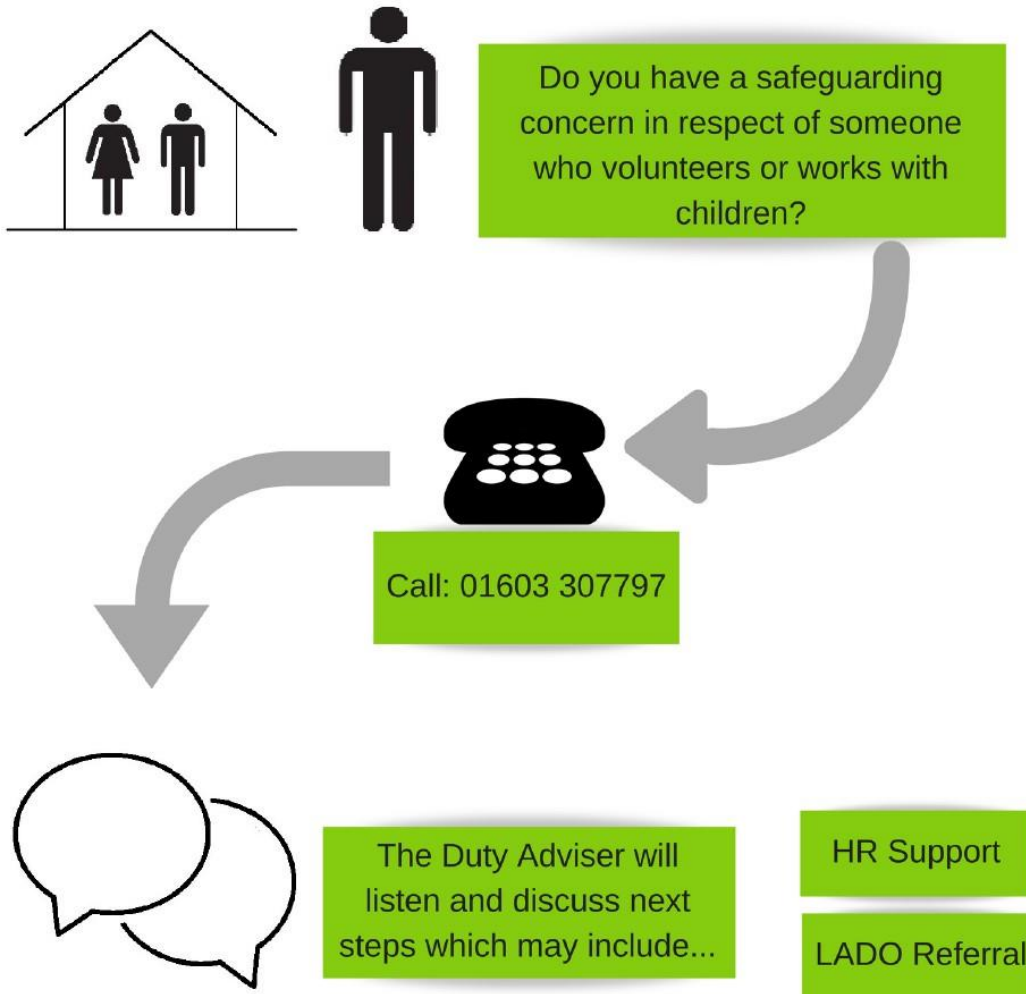 Do you have a safeguarding
concern in respect of someone
who volunteers or works with
children?
Call: 01603 307797
The Duty Adviser will
listen and discuss next
steps which may include...
HR Support
LADO Referral